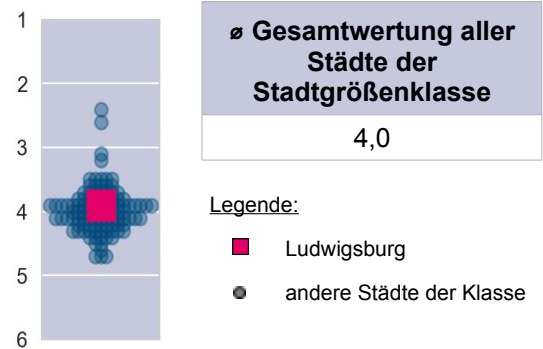 1
2
3
4
5
6
⌀ Gesamtwertung aller
Städte der
Stadtgrößenklasse
4,0
Legende:
Ludwigsburg
andere Städte der Klasse